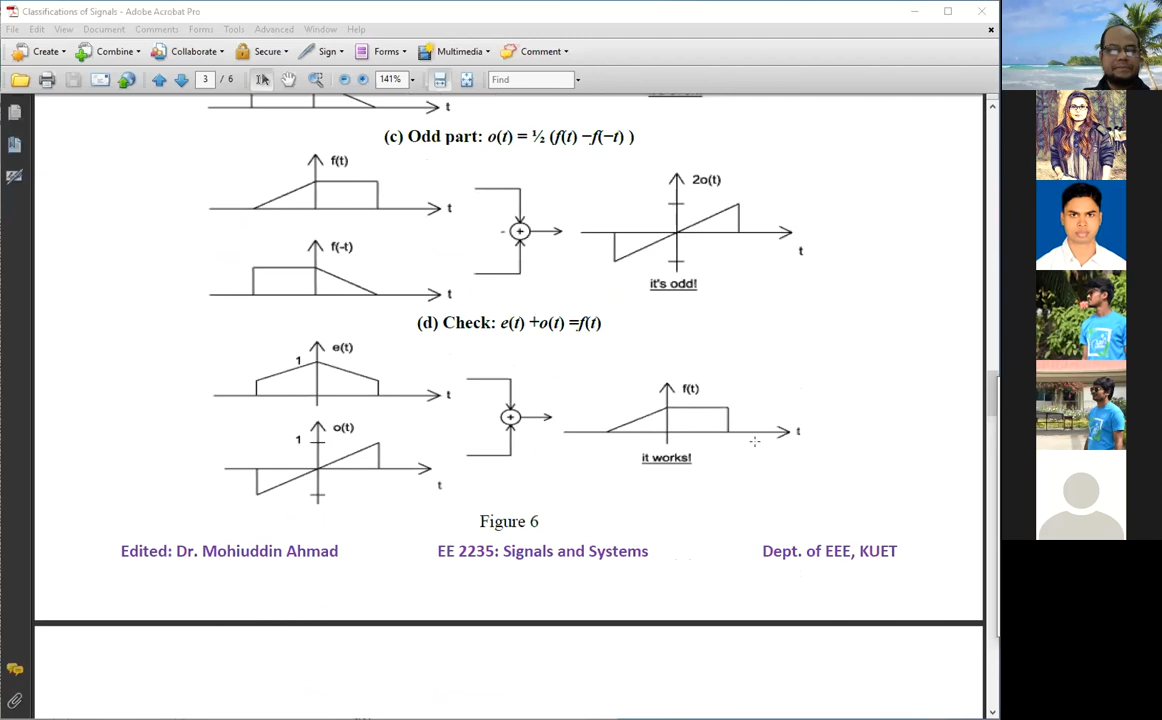 Classifications of Signals - Adobe Acrobat Pro
File Edit View Document Comments Forms Tools Advanced Window Help
Create Combine Collaborate Secure Sign Forms Multimedia Comment
3 / 6 141% Find
t
(c) Odd part: o(t) = ½ (f(t) −f(−t) )
f(t)
t
2o(t)
- +
t
f(-t)
t
it's odd!
(d) Check: e(t) +o(t) =f(t)
1 e(t)
t
f(t)
+
t
1 o(t)
t
it works!
Figure 6
Edited: Dr. Mohiuddin Ahmad EE 2235: Signals and Systems Dept. of EEE, KUET